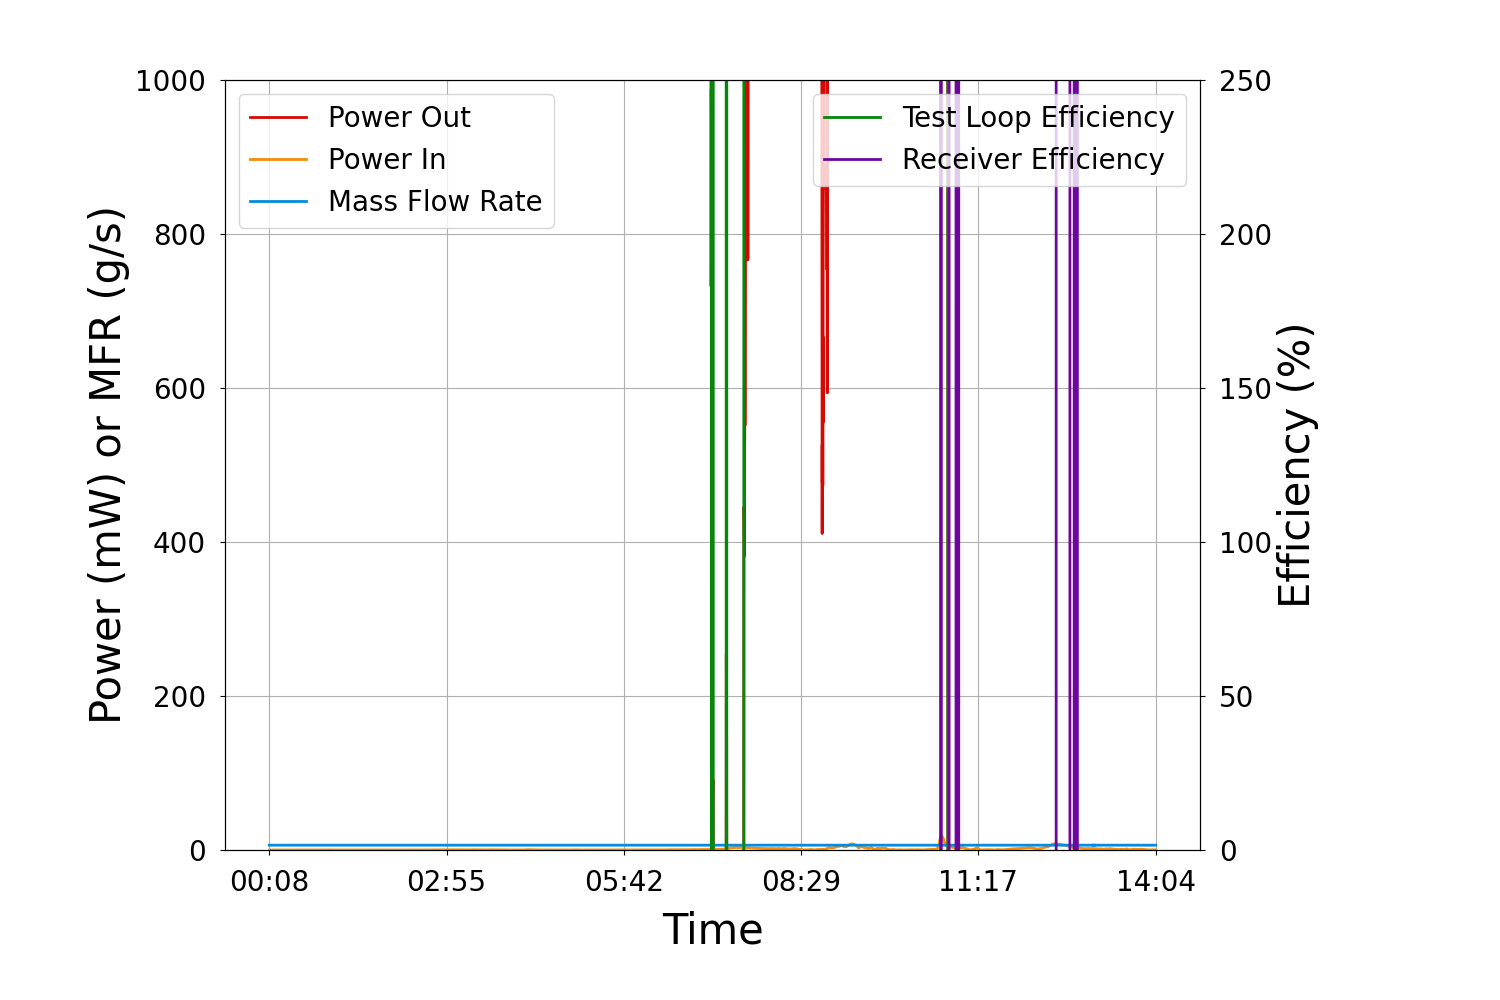 1000
800
600
400
200
0
Power (mW) or MFR (g/s)
Power Out
Power In
Mass Flow Rate
Test Loop Efficiency
Receiver Efficiency
250
200
150
100
50
0
Efficiency (%)
00:08 02:55 05:42 08:29 11:17 14:04
Time